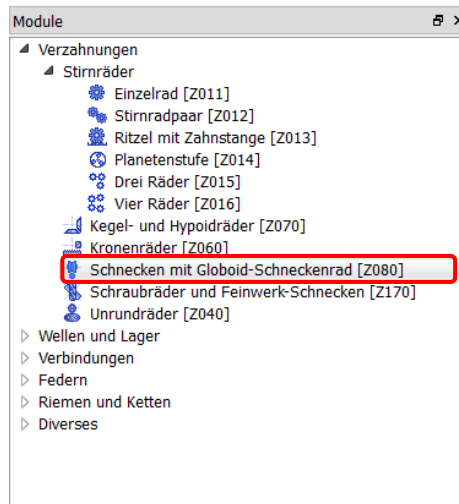 Module
Verzahnungen
Stirnräder
Einzelrad [Z011]
Stirnradpaar [Z012]
Ritzel mit Zahnstange [Z013]
Planetenstufe [Z014]
Drei Räder [Z015]
Vier Räder [Z016]
Kegel- und Hypoidräder [Z070]
Kronenräder [Z060]
Schnecken mit Globoid-Schneckenrad [Z080]
Schraubräder und Feinwerk-Schnecken [Z170]
Unrundräder [Z040]
Wellen und Lager
Verbindungen
Federn
Riemen und Ketten
Diverses